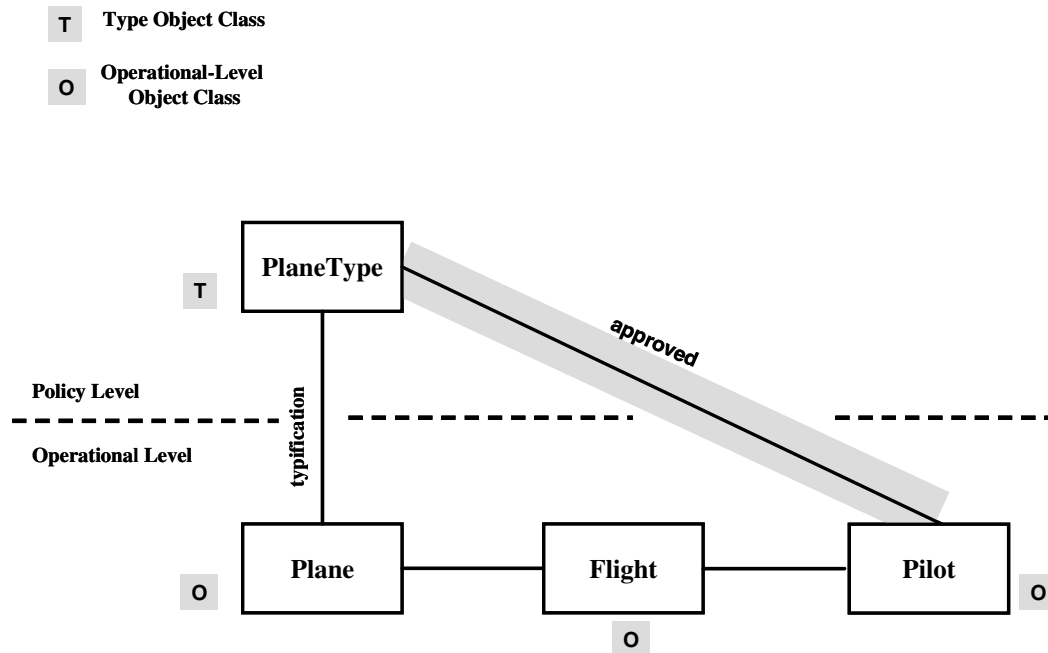 T Type Object Class
O Operational-Level
Object Class
PlaneType
T
approved
Policy Level
typification
Operational Level
Plane Flight Pilot
O O
O